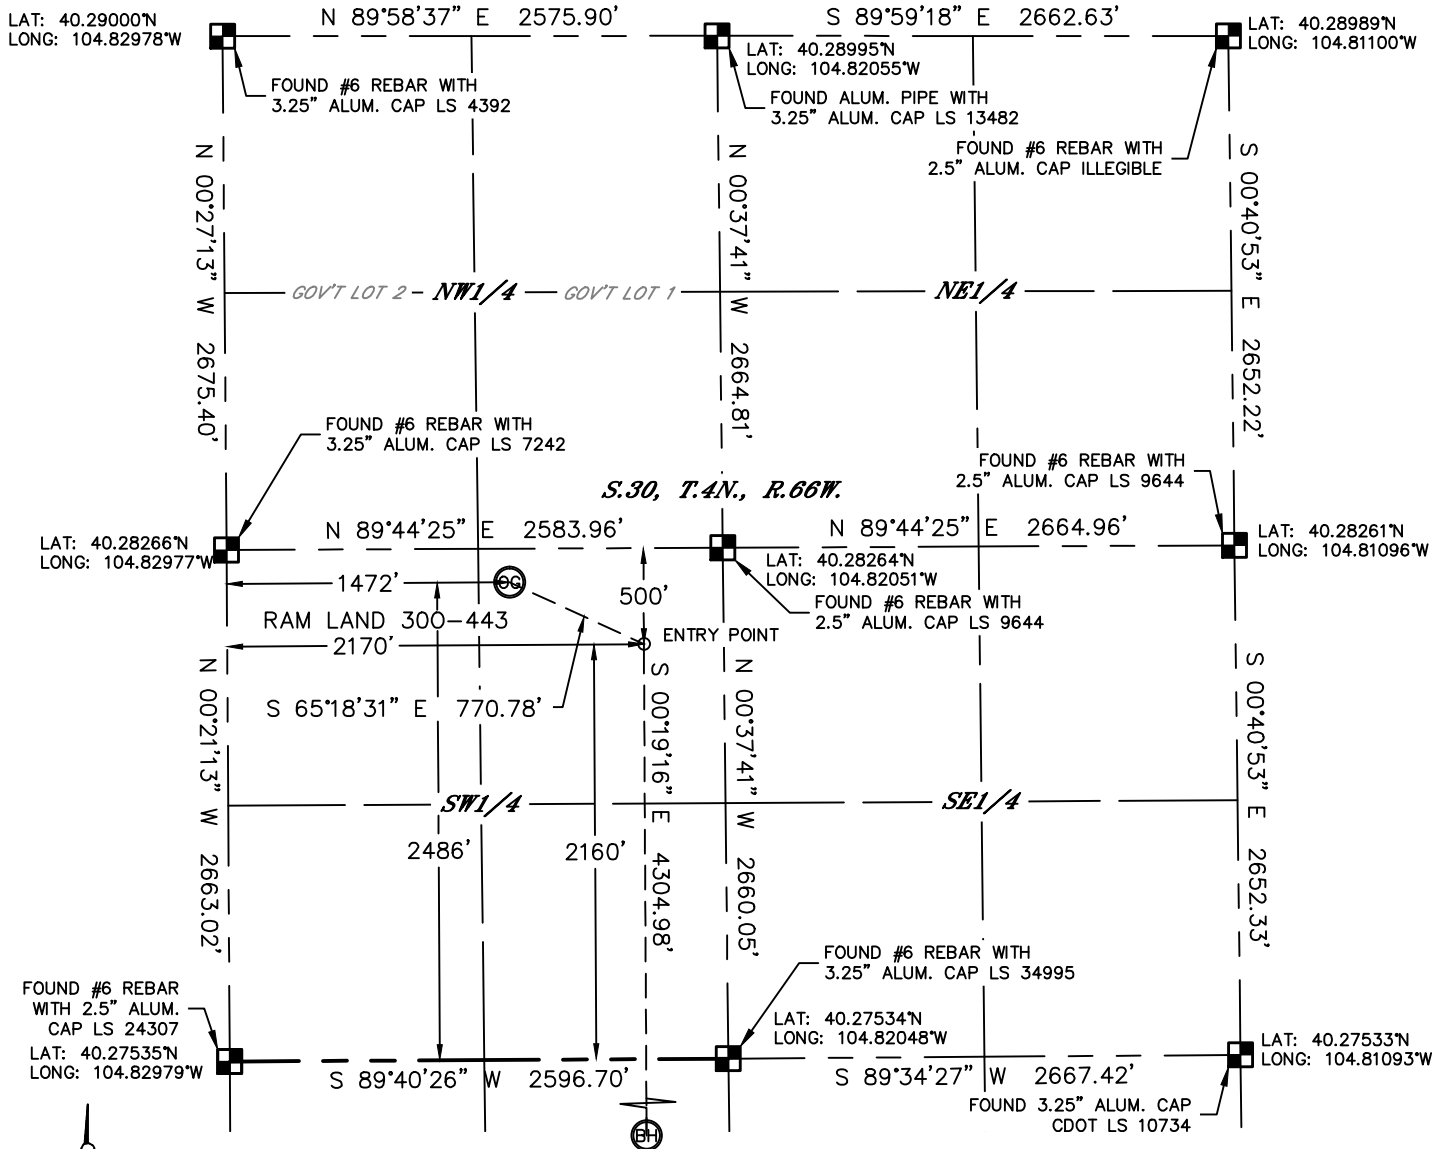 LAT: 40.29000°N
LONG: 104.82978°W
N 89°58'37" E 2575.90'
S 89°59'18" E 2662.63'
LAT: 40.28989°N
LONG: 104.81100°W
LAT: 40.28995°N
LONG: 104.82055°W
FOUND #6 REBAR WITH
3.25" ALUM. CAP LS 4392
FOUND ALUM. PIPE WITH
3.25" ALUM. CAP LS 13482
FOUND #6 REBAR WITH
2.5" ALUM. CAP ILLEGIBLE
N 00°27'13" W 2675.40'
N 00°37'41" W 2664.81'
S 00°40'53" E 2652.22'
GOV'T LOT 2
NW1/4
GOV'T LOT 1
NE1/4
FOUND #6 REBAR WITH
3.25" ALUM. CAP LS 7242
FOUND #6 REBAR WITH
2.5" ALUM. CAP LS 9644
S.30, T.4N., R.66W.
N 89°44'25" E 2583.96'
N 89°44'25" E 2664.96'
LAT: 40.28266°N
LONG: 104.82977°W
LAT: 40.28264°N
LONG: 104.82051°W
LAT: 40.28261°N
LONG: 104.81096°W
1472'
OG
500'
FOUND #6 REBAR WITH
2.5" ALUM. CAP LS 9644
RAM LAND 300-443
2170'
ENTRY POINT
S 65°18'31" E 770.78'
N 00°21'13" W 2663.02'
S 00°19'16" E 4304.98'
N 00°37'41" W 2660.05'
S 00°40'53" E 2652.33'
SW1/4
SE1/4
2486'
2160'
FOUND #6 REBAR WITH
3.25" ALUM. CAP LS 34995
FOUND #6 REBAR
WITH 2.5" ALUM.
CAP LS 24307
LAT: 40.27535°N
LONG: 104.82979°W
LAT: 40.27534°N
LONG: 104.82048°W
LAT: 40.27533°N
LONG: 104.81093°W
S 89°40'26" W 2596.70'
S 89°34'27" W 2667.42'
FOUND 3.25" ALUM. CAP
CDOT LS 10734
BH